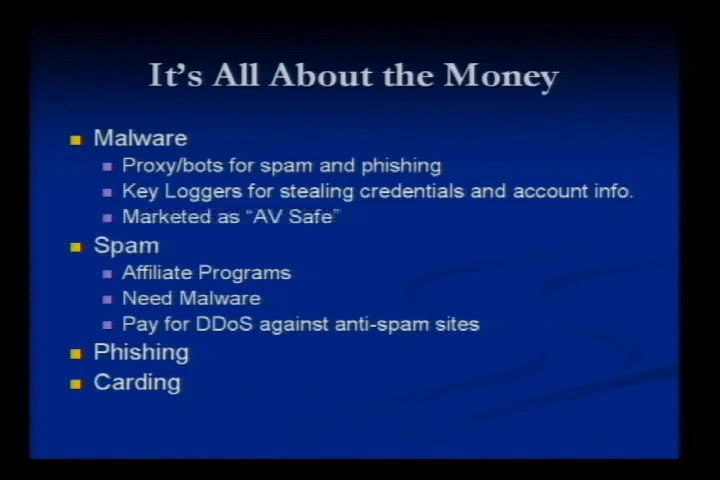 It's All About the Money
Malware
Proxy/bots for spam and phishing
Key Loggers for stealing credentials and account info.
Marketed as "AV Safe"
Spam
Affiliate Programs
Need Malware
Pay for DDoS against anti-spam sites
Phishing
Carding